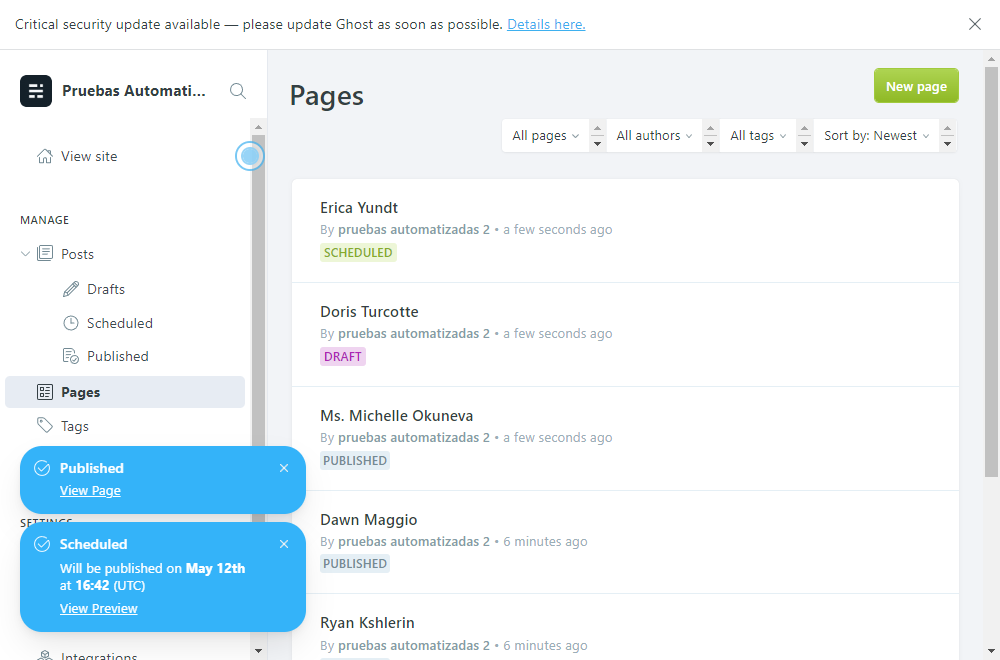 Critical security update available — please update Ghost as soon as possible. Details here.
Pruebas Automati...
View site
MANAGE
Posts
Drafts
Scheduled
Published
Pages
Tags
Published
View Page
SETTINGS
Scheduled
Will be published on May 12th
at 16:42 (UTC)
View Preview
Integrations
Pages
New page
All pages
All authors
All tags
Sort by: Newest
Erica Yundt
By pruebas automatizadas 2 • a few seconds ago
SCHEDULED
Doris Turcotte
By pruebas automatizadas 2 • a few seconds ago
DRAFT
Ms. Michelle Okuneva
By pruebas automatizadas 2 • a few seconds ago
PUBLISHED
Dawn Maggio
By pruebas automatizadas 2 • 6 minutes ago
PUBLISHED
Ryan Kshlerin
By pruebas automatizadas 2 • 6 minutes ago